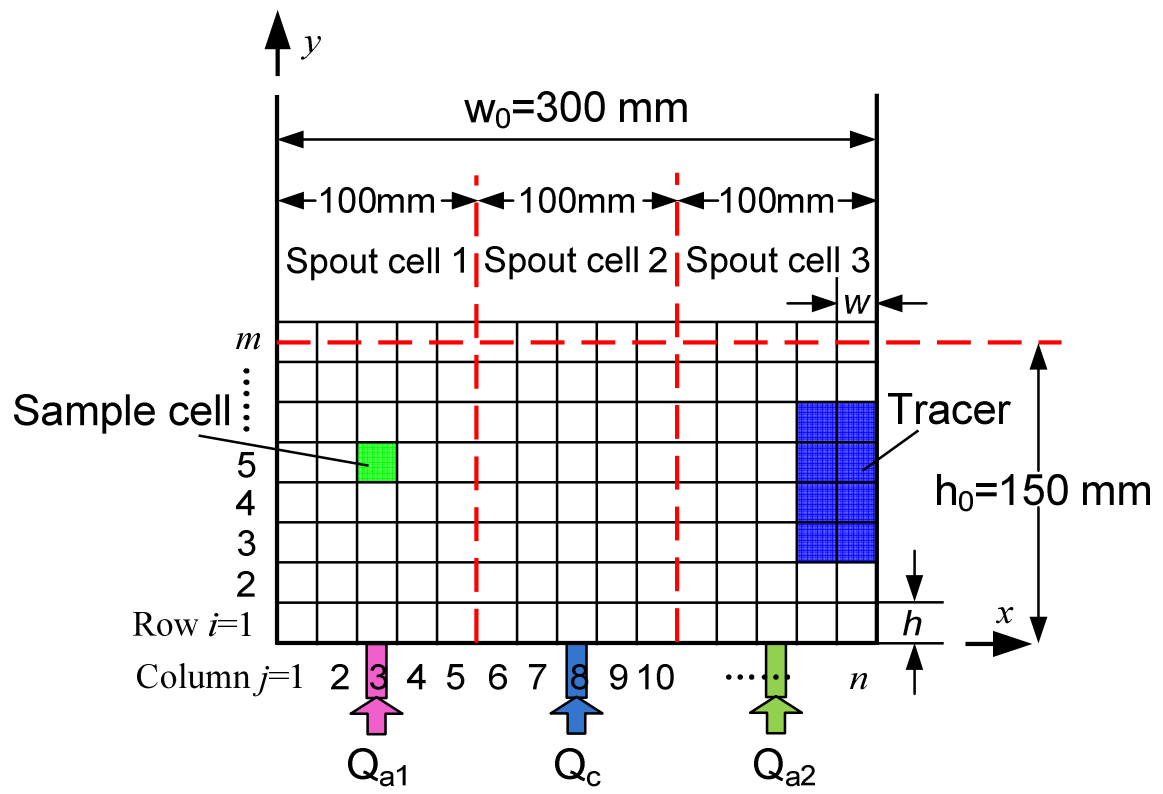 y
w₀=300 mm
100mm 100mm 100mm
Spout cell 1 Spout cell 2 Spout cell 3
w
m
Sample cell
Tracer
5
h₀=150 mm
4
3
2
Row i=1
h
x
Column j=1 2 3 4 5 6 7 8 9 10 ...... n
Qₐ₁ Q꜀ Qₐ₂